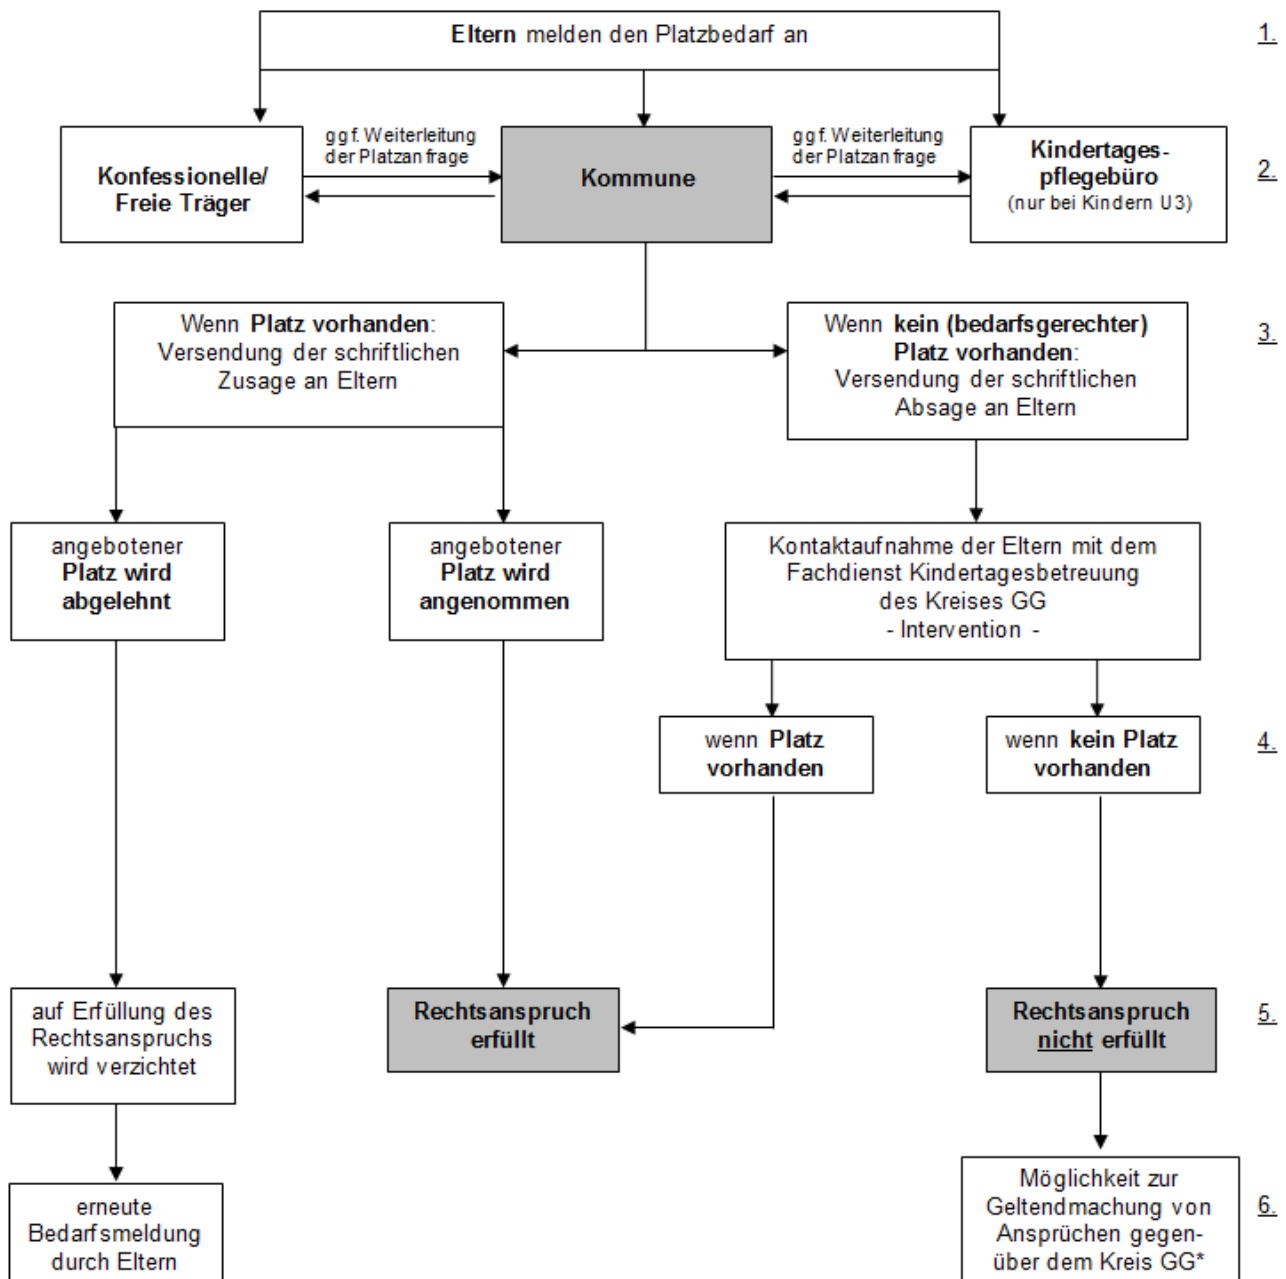 Eltern melden den Platzbedarf an
1.
ggf. Weiterleitung
der Platzanfrage
ggf. Weiterleitung
der Platzanfrage
Konfessionelle/
Freie Träger
Kommune
Kindertages-
pflegebüro
(nur bei Kindern U3)
2.
Wenn Platz vorhanden:
Versendung der schriftlichen
Zusage an Eltern
Wenn kein (bedarfsgerechter)
Platz vorhanden:
Versendung der schriftlichen
Absage an Eltern
3.
angebotener
Platz wird
abgelehnt
angebotener
Platz wird
angenommen
Kontaktaufnahme der Eltern mit dem
Fachdienst Kindertagesbetreuung
des Kreises GG
- Intervention -
wenn Platz
vorhanden
wenn kein Platz
vorhanden
4.
auf Erfüllung des
Rechtsanspruchs
wird verzichtet
Rechtsanspruch
erfüllt
Rechtsanspruch
nicht erfüllt
5.
erneute
Bedarfsmeldung
durch Eltern
Möglichkeit zur
Geltendmachung von
Ansprüchen gegen-
über dem Kreis GG*
6.